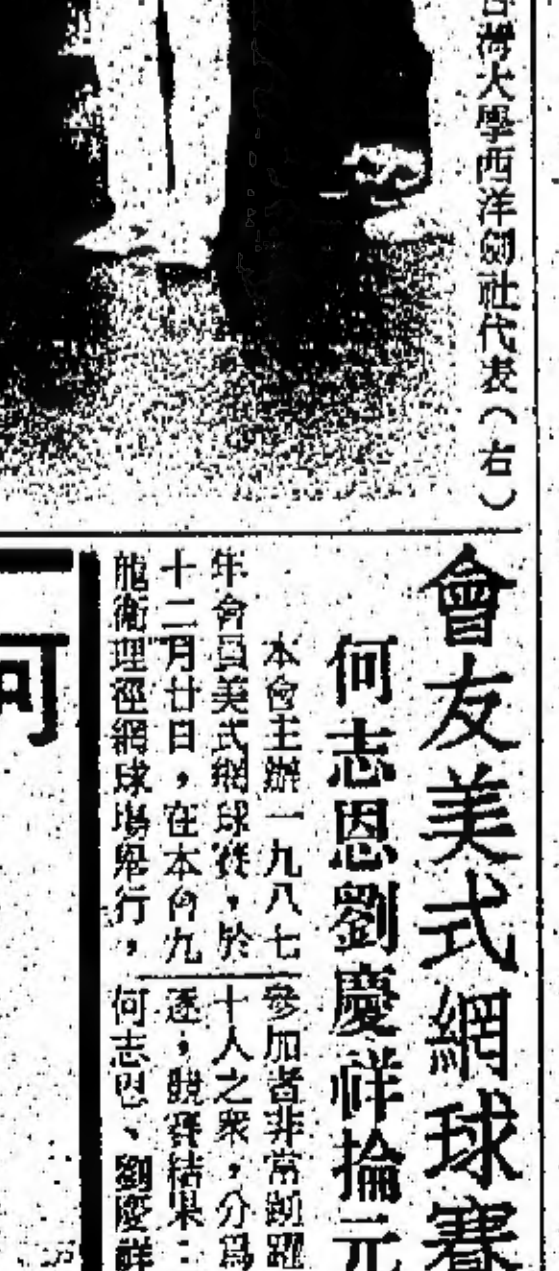 台灣大學西洋劍社代表（右）
會友美式網球賽
何志恩劉慶祥掄元
本會主辦一九八七
年會員美式網球賽，於
十二月廿日，在本會九
龍衛理徑網球場舉行，
參加者非常踴躍
十人之衆，分爲
逐，競賽結果：
何志恩、劉慶祥